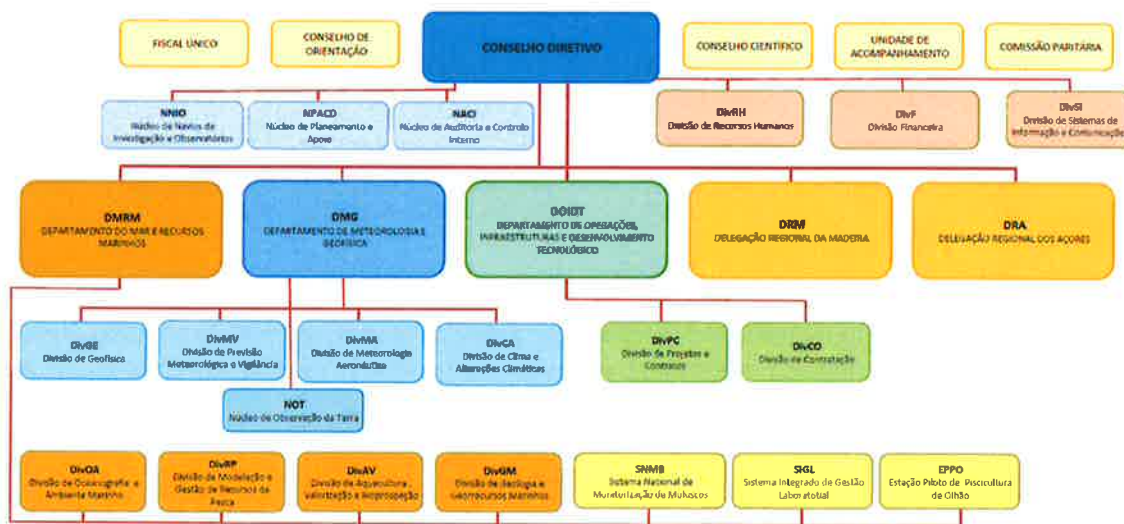 FISCAL ÚNICO
CONSELHO DE
ORIENTAÇÃO
CONSELHO DIRETIVO
CONSELHO CIENTÍFICO
UNIDADE DE
ACOMPANHAMENTO
COMISSÃO PARITÁRIA
NNIO
Núcleo de Navios de
Investigação e Observatórios
NPACD
Núcleo de Planeamento e
Apoio
NACI
Núcleo de Auditoria e Controlo
Interno
DivRH
Divisão de Recursos Humanos
DivF
Divisão Financeira
DivSI
Divisão de Sistemas de
Informação e Comunicações
DMRM
DEPARTAMENTO DO MAR E RECURSOS
MARINHOS
DMG
DEPARTAMENTO DE METEOROLOGIA E
GEOFÍSICA
DOIDT
DEPARTAMENTO DE OPERAÇÕES,
INFRAESTRUTURAS E DESENVOLVIMENTO
TECNOLÓGICO
DRM
DELEGAÇÃO REGIONAL DA MADEIRA
DRA
DELEGAÇÃO REGIONAL DOS AÇORES
DivGE
Divisão de Geofísica
DivMV
Divisão de Previsão
Meteorológica e Vigilância
DivMA
Divisão de Meteorologia
Aeronáutica
DivCA
Divisão de Clima e
Alterações Climáticas
DivPC
Divisão de Projetos e
Contratos
DivCO
Divisão de Contratação
NOT
Núcleo de Observação da Terra
DivOA
Divisão de Oceanografia e
Ambiente Marinho
DivRP
Divisão de Modelação e
Gestão de Recursos da
Pesca
DivAV
Divisão de Aquacultura,
Valorização e Bioprospeção
DivGM
Divisão de Geologia e
Georrecursos Marinhos
SNMB
Sistema Nacional de
Monitorização de Moluscos
SIGL
Sistema Integrado de Gestão
Laboratorial
EPPO
Estação Piloto de Piscicultura de
Olhão